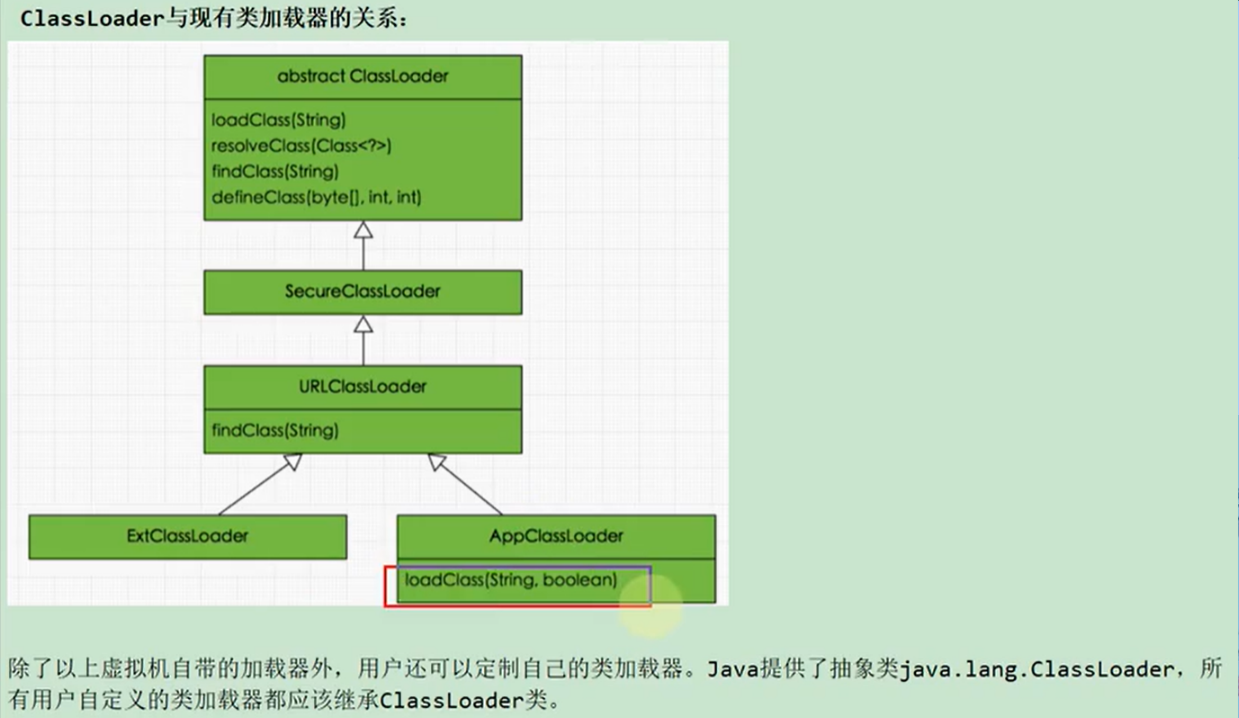 ClassLoader与现有类加载器的关系：
abstract ClassLoader
loadClass(String)
resolveClass(Class<?>)
findClass(String)
defineClass(byte[], int, int)
SecureClassLoader
URLClassLoader
findClass(String)
ExtClassLoader
AppClassLoader
loadClass(String, boolean)
除了以上虚拟机自带的加载器外，用户还可以定制自己的类加载器。Java提供了抽象类java.lang.ClassLoader，所
有用户自定义的类加载器都应该继承ClassLoader类。